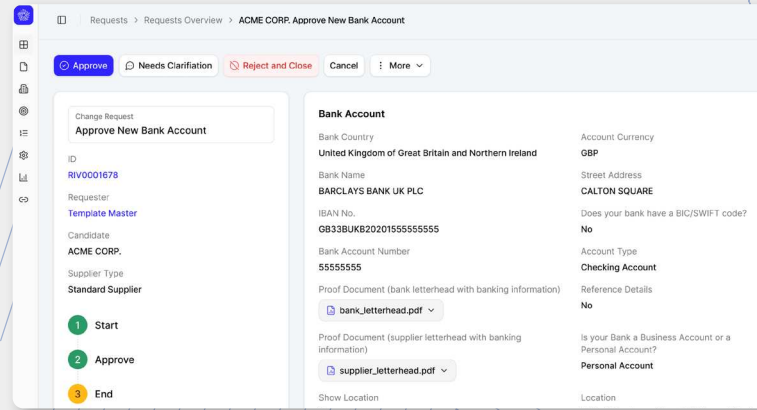 Requests > Requests Overview > ACME CORP. Approve New Bank Account
Approve
Needs Clarifiation
Reject and Close
Cancel
More
Change Request
Approve New Bank Account
ID
RIV0001678
Requester
Template Master
Candidate
ACME CORP.
Supplier Type
Standard Supplier
1 Start
2 Approve
3 End
Bank Account
Bank Country
United Kingdom of Great Britain and Northern Ireland
Account Currency
GBP
Bank Name
BARCLAYS BANK UK PLC
Street Address
CALTON SQUARE
IBAN No.
GB33BUKB20201555555555
Does your bank have a BIC/SWIFT code?
No
Bank Account Number
55555555
Account Type
Checking Account
Proof Document (bank letterhead with banking information)
bank_letterhead.pdf
Reference Details
No
Proof Document (supplier letterhead with banking
information)
supplier_letterhead.pdf
Is your Bank a Business Account or a
Personal Account?
Personal Account
Show Location
Location